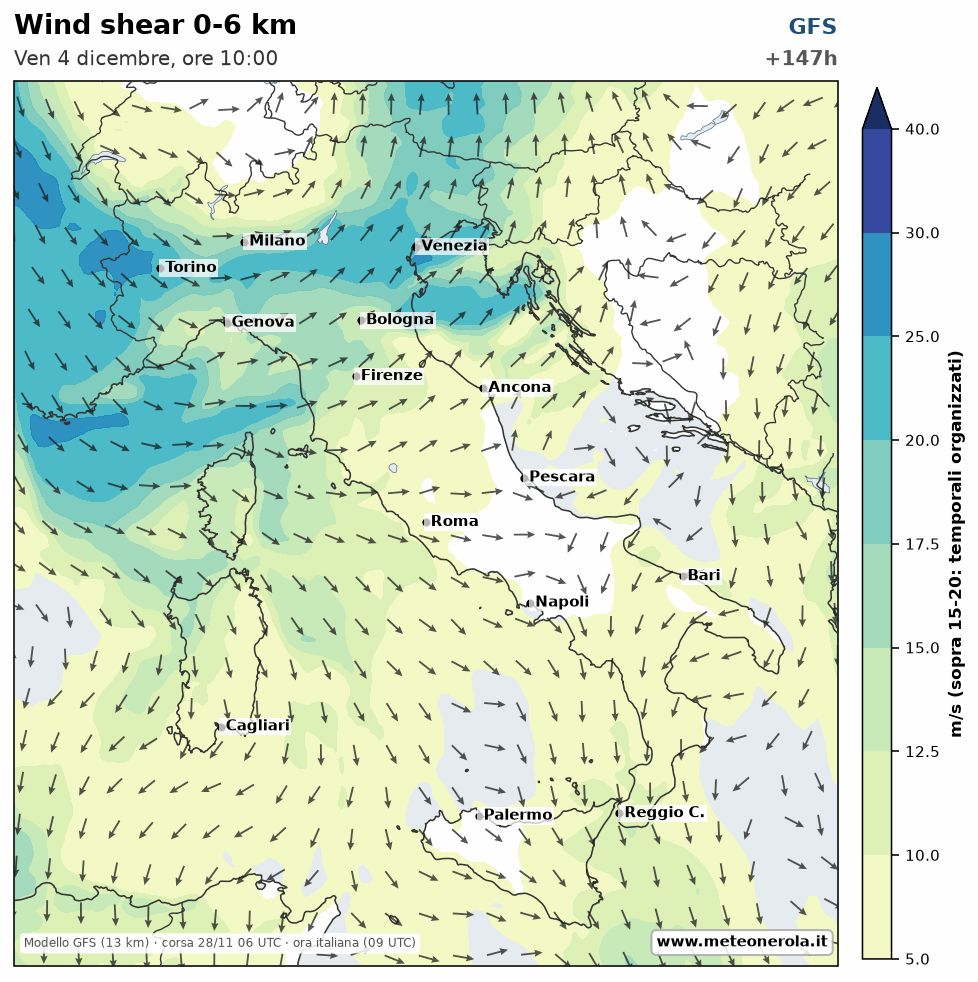 Wind shear 0-6 km
GFS
Ven 4 dicembre, ore 10:00
+147h
Milano
Venezia
Torino
Genova
Bologna
Firenze
Ancona
Pescara
Roma
Bari
Napoli
Cagliari
Palermo
Reggio C.
Modello GFS (13 km) · corsa 28/11 06 UTC · ora italiana (09 UTC)
www.meteonerola.it
40.0
30.0
25.0
20.0
17.5
15.0
12.5
10.0
5.0
m/s (sopra 15-20: temporali organizzati)